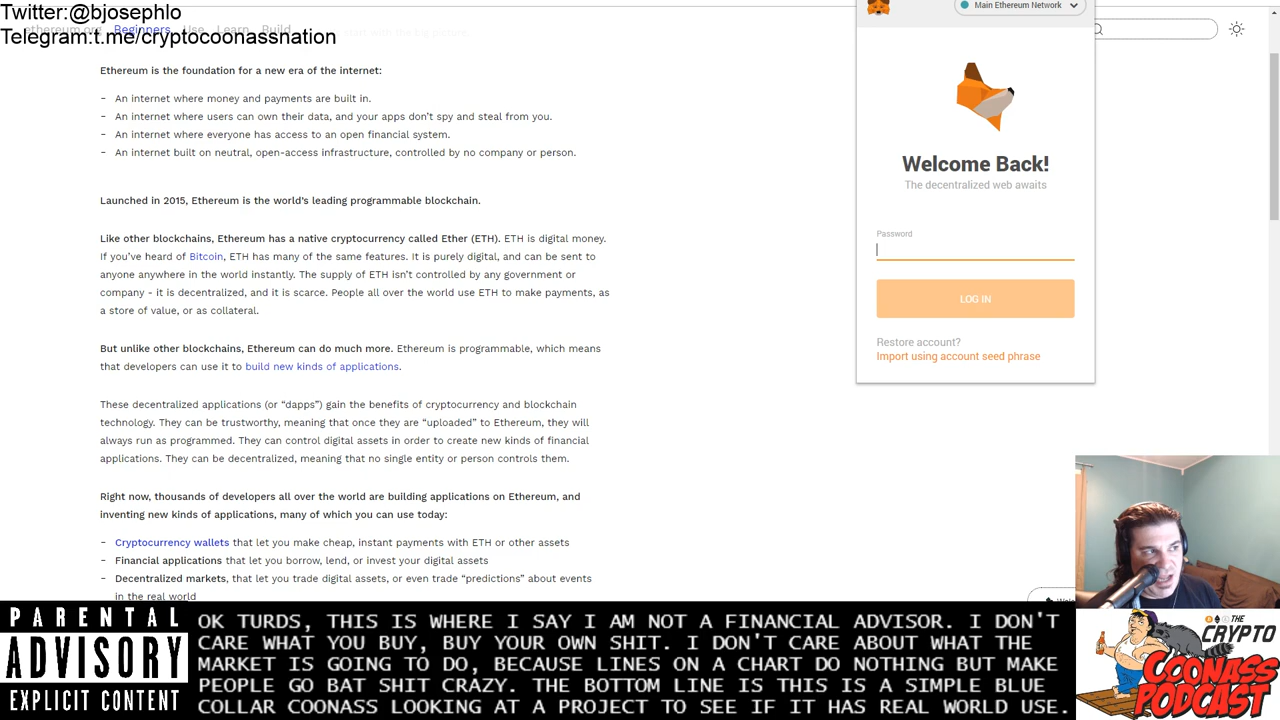 Twitter:@bjosephlo
Telegram:t.me/cryptocoonassnation
ethereum.org Beginners Use Learn Build
Ethereum is the foundation for a new era of the internet:
- An internet where money and payments are built in.
- An internet where users can own their data, and your apps don't spy and steal from you.
- An internet where everyone has access to an open financial system.
- An internet built on neutral, open-access infrastructure, controlled by no company or person.
Launched in 2015, Ethereum is the world's leading programmable blockchain.
Like other blockchains, Ethereum has a native cryptocurrency called Ether (ETH). ETH is digital money.
If you've heard of Bitcoin, ETH has many of the same features. It is purely digital, and can be sent to
anyone anywhere in the world instantly. The supply of ETH isn't controlled by any government or
company - it is decentralized, and it is scarce. People all over the world use ETH to make payments, as
a store of value, or as collateral.
But unlike other blockchains, Ethereum can do much more. Ethereum is programmable, which means
that developers can use it to build new kinds of applications.
These decentralized applications (or “dapps”) gain the benefits of cryptocurrency and blockchain
technology. They can be trustworthy, meaning that once they are “uploaded” to Ethereum, they will
always run as programmed. They can control digital assets in order to create new kinds of financial
applications. They can be decentralized, meaning that no single entity or person controls them.
Right now, thousands of developers all over the world are building applications on Ethereum, and
inventing new kinds of applications, many of which you can use today:
- Cryptocurrency wallets that let you make cheap, instant payments with ETH or other assets
- Financial applications that let you borrow, lend, or invest your digital assets
- Decentralized markets, that let you trade digital assets, or even trade “predictions” about events
in the real world
Main Ethereum Network
Welcome Back!
The decentralized web awaits
Password
LOG IN
Restore account?
Import using account seed phrase
PARENTAL
ADVISORY
EXPLICIT CONTENT
OK TURDS, THIS IS WHERE I SAY I AM NOT A FINANCIAL ADVISOR. I DON'T
CARE WHAT YOU BUY, BUY YOUR OWN SHIT. I DON'T CARE ABOUT WHAT THE
MARKET IS GOING TO DO, BECAUSE LINES ON A CHART DO NOTHING BUT MAKE
PEOPLE GO BAT SHIT CRAZY. THE BOTTOM LINE IS THIS IS A SIMPLE BLUE
COLLAR COONASS LOOKING AT A PROJECT TO SEE IF IT HAS REAL WORLD USE.
THE
CRYPTO
COONASS
PODCAST